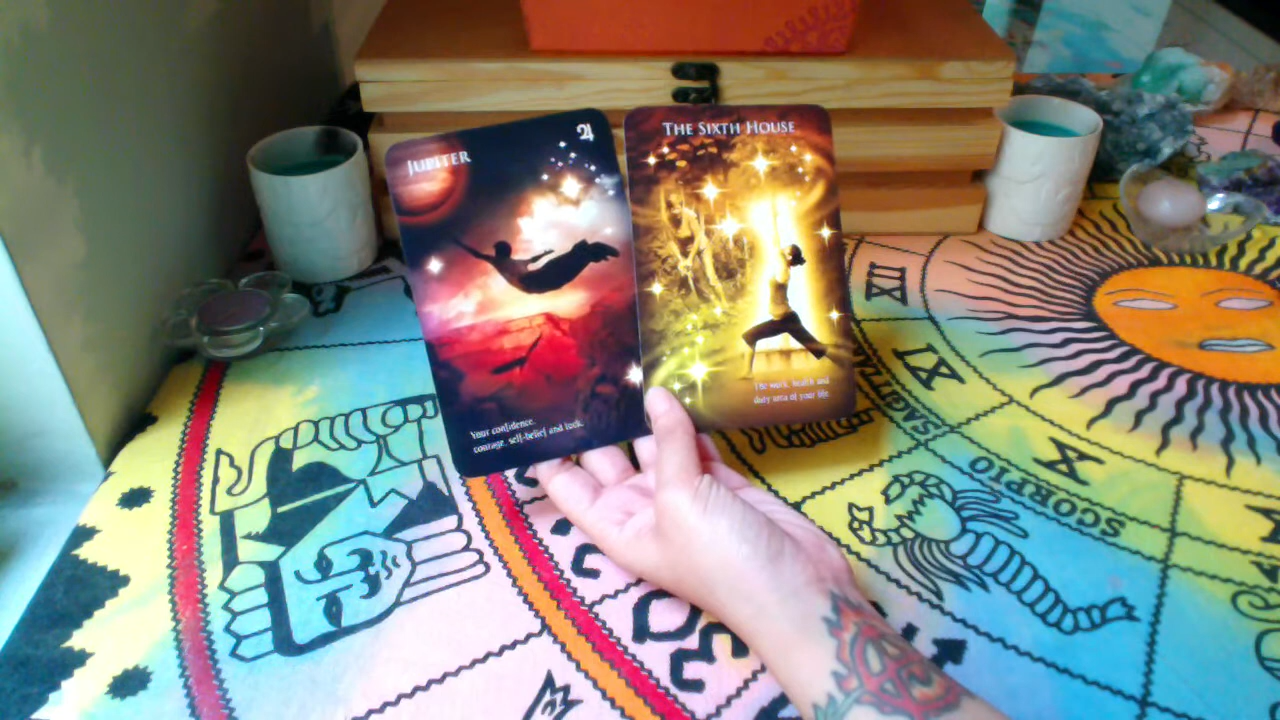 JUPITER
♃
Your confidence,
courage, self-belief and luck.
THE SIXTH HOUSE
The work, health and
duty area of your life
XII
XI
SAGITTA
X
SCORPIO